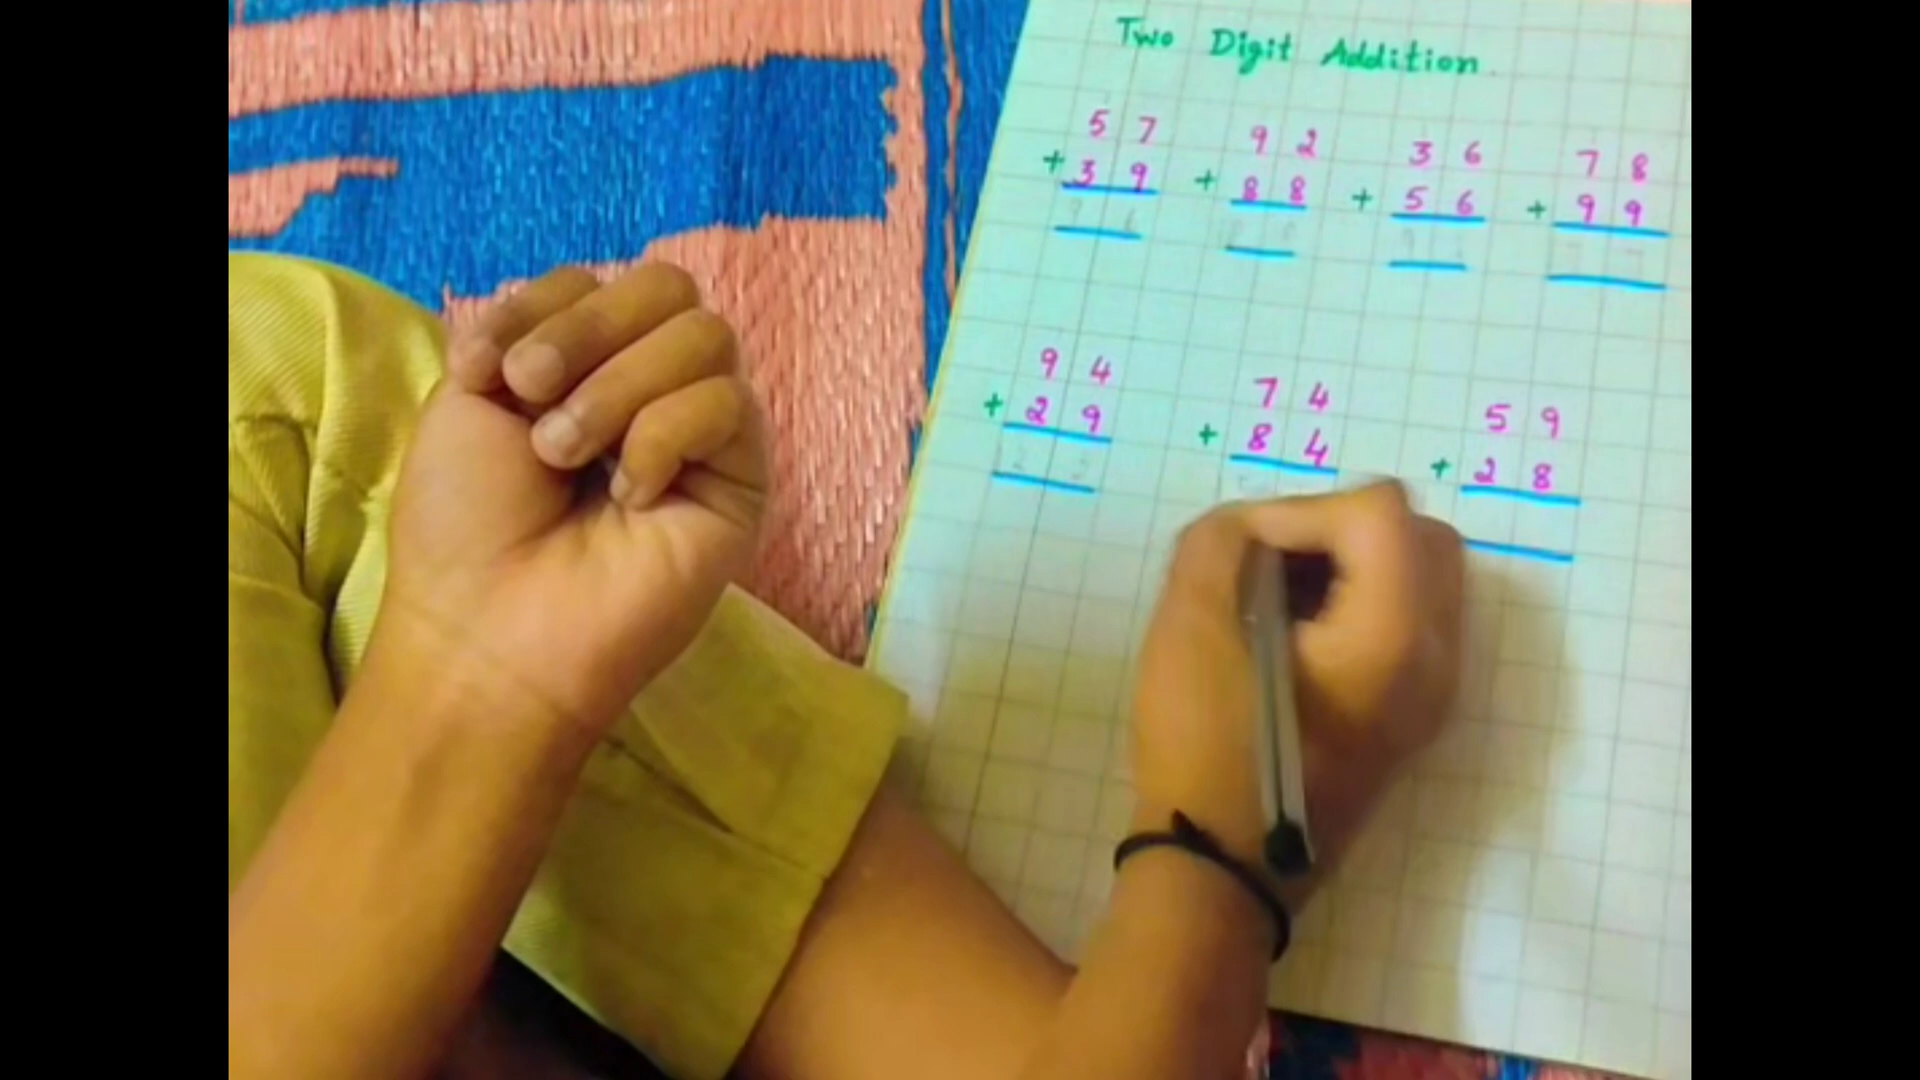 Two Digit Addition
5 7 9 2 3 6 7 8
+ 3 9 + 8 8 + 5 6 + 9 9
9 4 7 4 5 9
+ 2 9 + 8 4 + 2 8